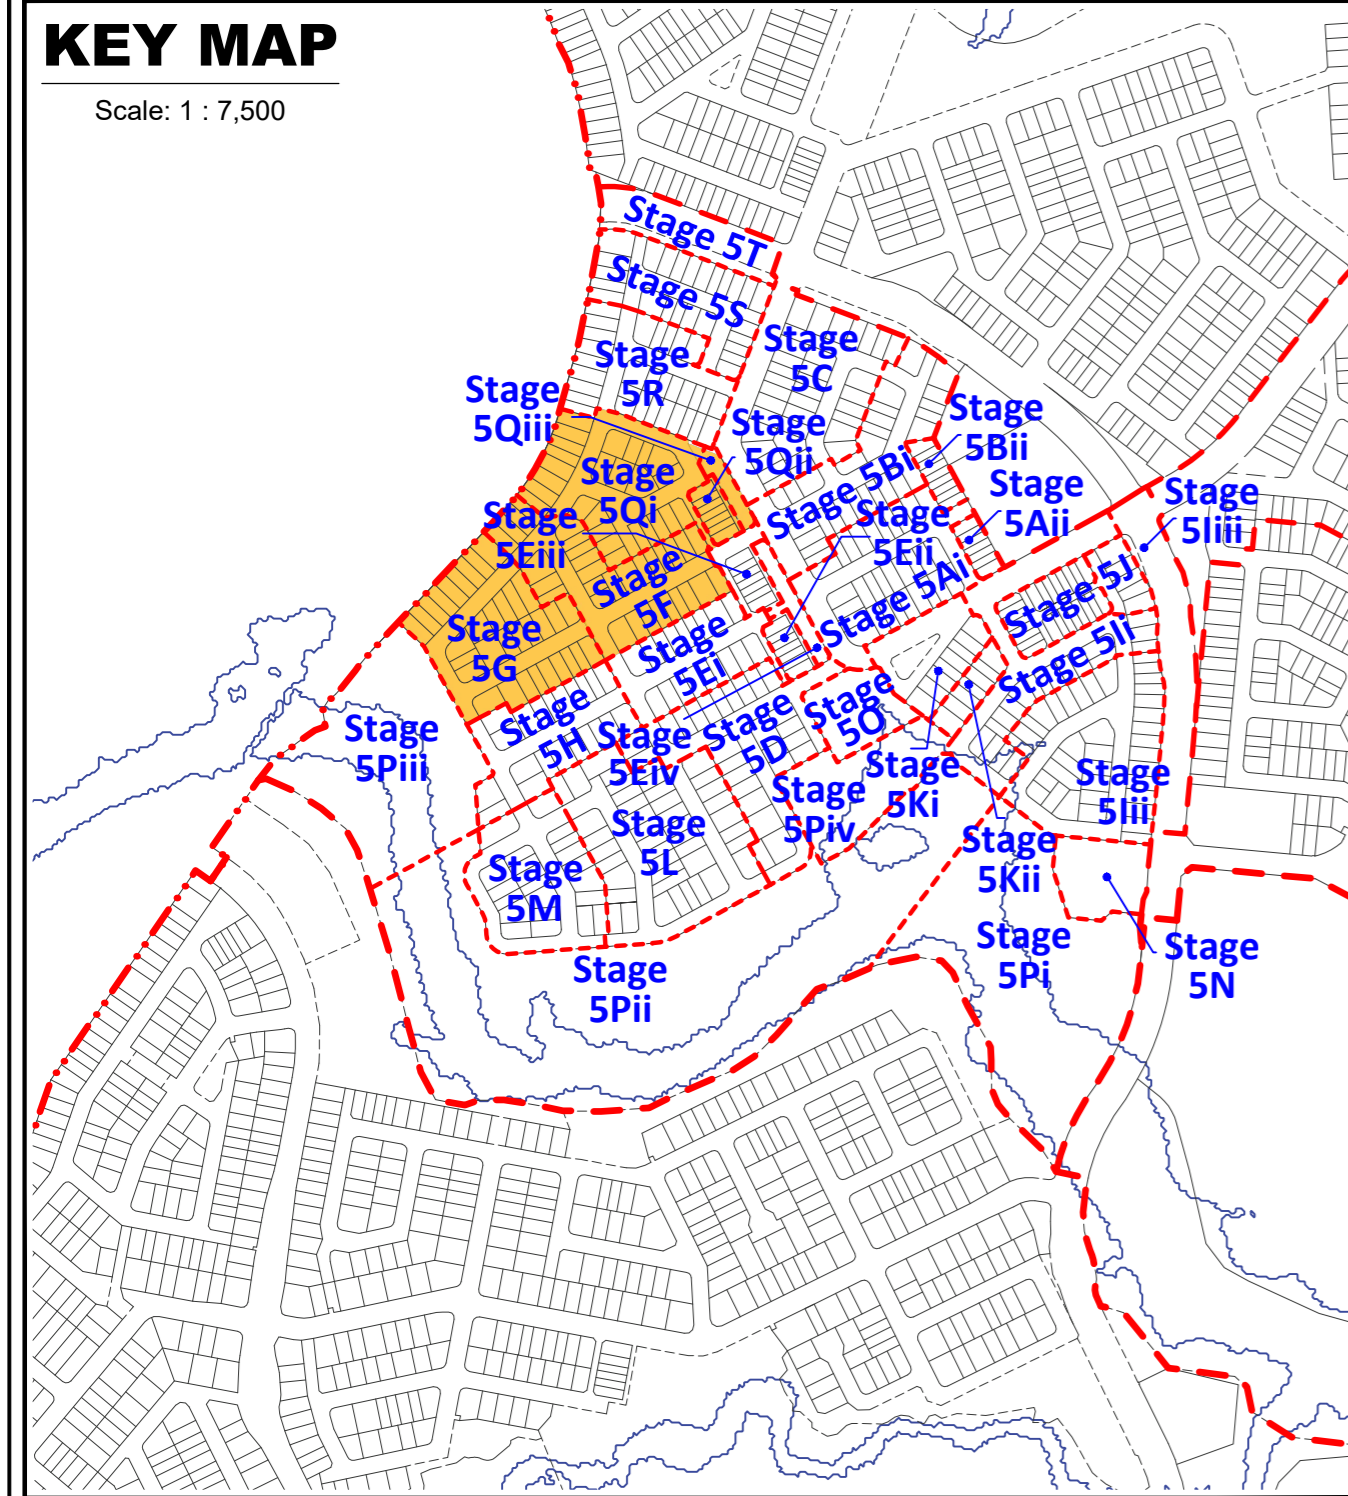 KEY MAP
Scale: 1 : 7,500
Stage 5T
Stage 5S
Stage
5R
Stage
5C
Stage
5Qiii
Stage
5Qii
Stage
5Bii
Stage
5Qi
Stage 5Bi
Stage
5Aii
Stage
5Iiii
Stage
5Eiii
Stage
5Eii
Stage
5F
Stage 5Ai
Stage 5J
Stage
5G
Stage
5Ei
Stage 5Ii
Stage
5Piii
Stage
5H
Stage
5Eiv
Stage
5D
Stage
5O
Stage
5Ki
Stage
5Iii
Stage
5Piv
Stage
5L
Stage
5Kii
Stage
5M
Stage
5Pii
Stage
5Pi
Stage
5N